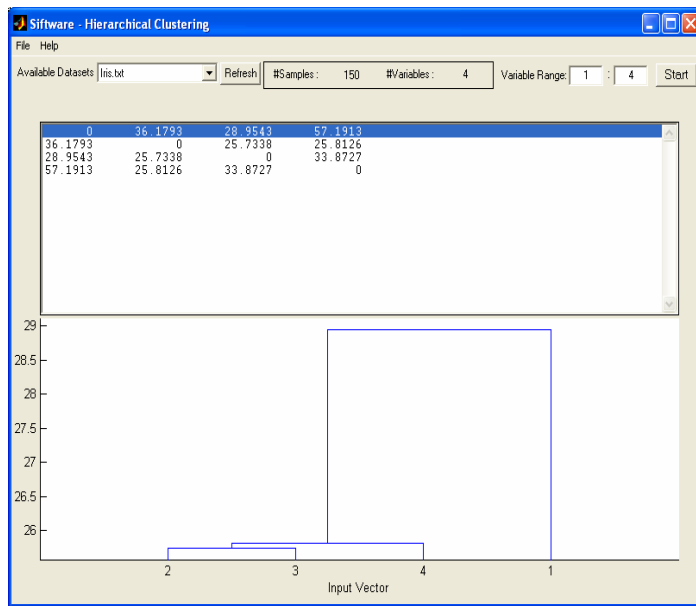 Siftware - Hierarchical Clustering
File Help
Available Datasets Iris.txt Refresh #Samples : 150 #Variables : 4 Variable Range: 1 : 4 Start
0 36.1793 28.9543 57.1913
36.1793 0 25.7338 25.8126
28.9543 25.7338 0 33.8727
57.1913 25.8126 33.8727 0
29
28.5
28
27.5
27
26.5
26
2 3 4 1
Input Vector